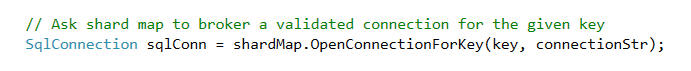 // Ask shard map to broker a validated connection for the given key
SqlConnection sqlConn = shardMap.OpenConnectionForKey(key, connectionStr);